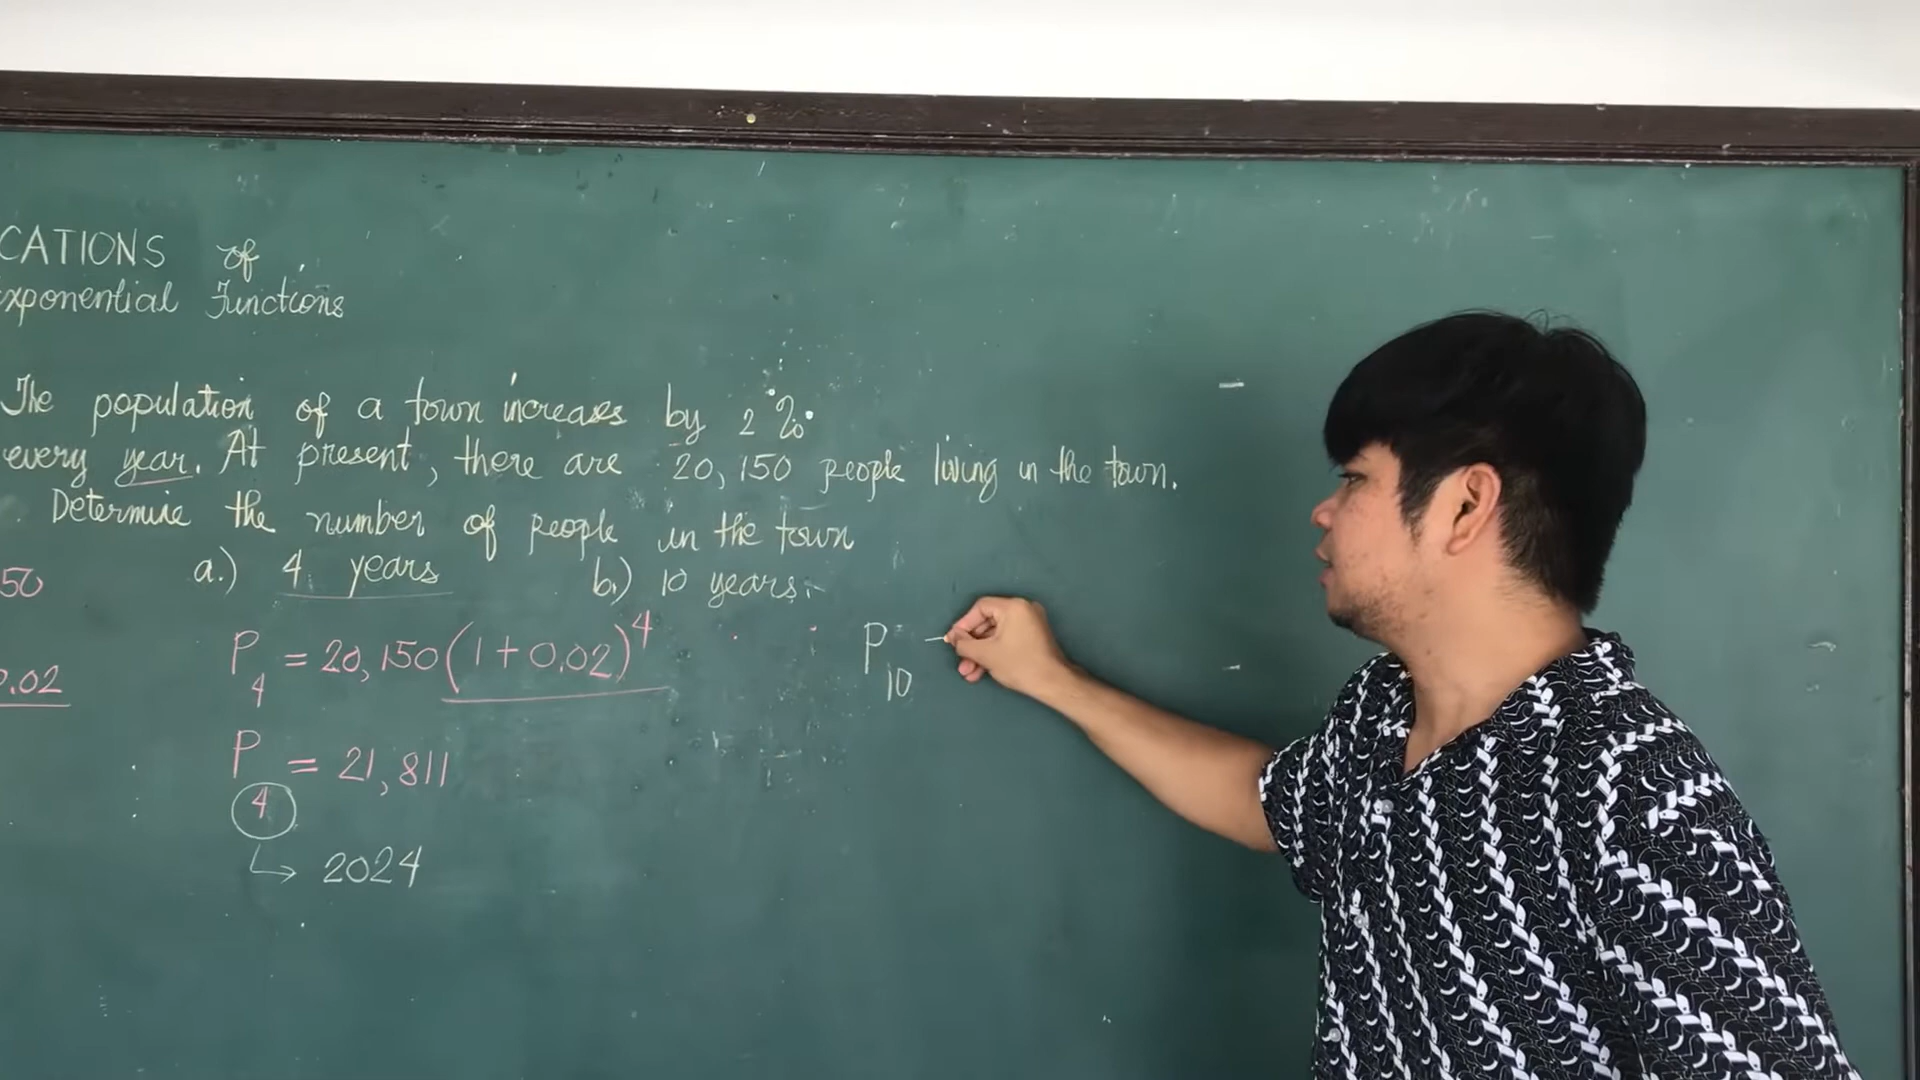 CATIONS of
xponential Functions
The population of a town increases by 2%
every year. At present, there are 20,150 people living in the town.
Determine the number of people in the town
50
a.) 4 years b.) 10 years.
P4 = 20,150(1+0.02)^4
P10
0.02
P4 = 21,811
↳ 2024